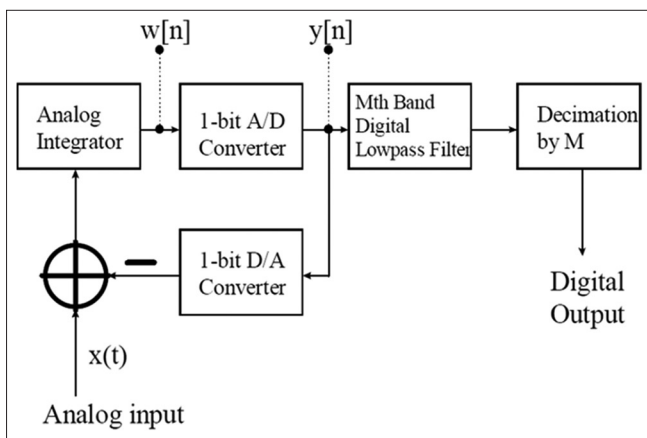 w[n]
y[n]
Analog
Integrator
1-bit A/D
Converter
Mth Band
Digital
Lowpass Filter
Decimation
by M
1-bit D/A
Converter
Digital
Output
x(t)
Analog input